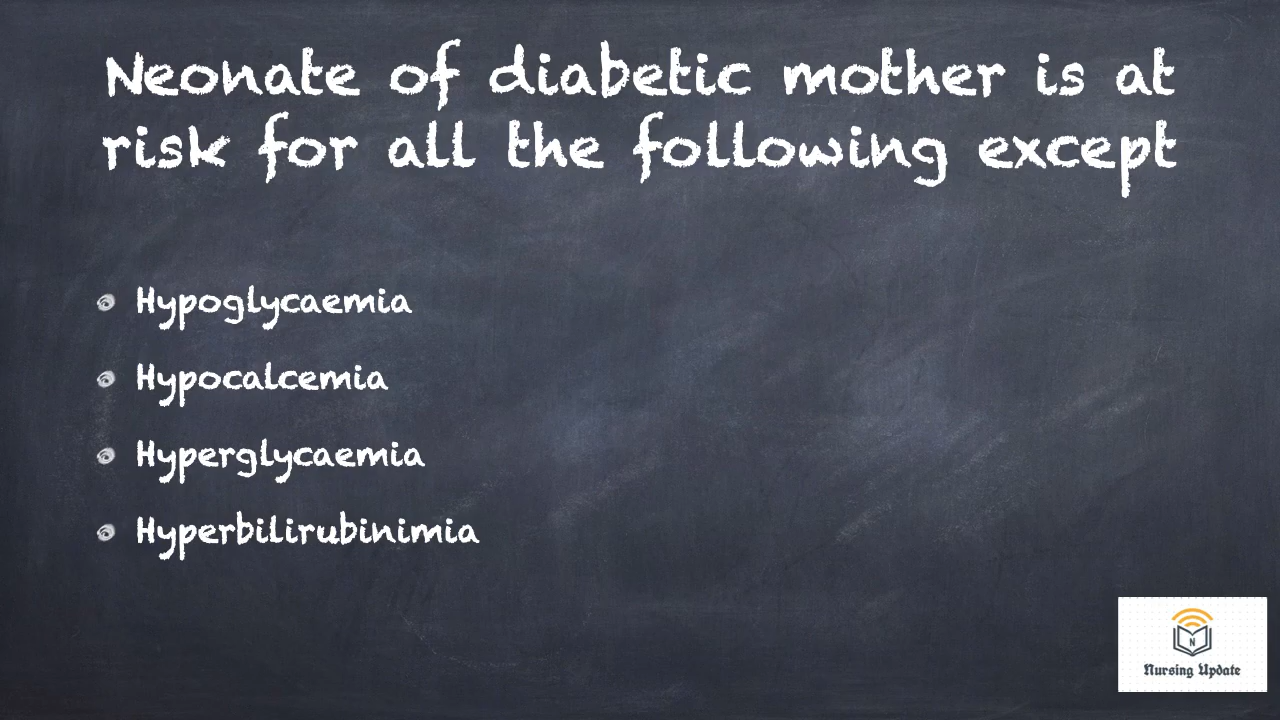 Neonate of diabetic mother is at
risk for all the following except
Hypoglycaemia
Hypocalcemia
Hyperglycaemia
Hyperbilirubinimia
N
Nursing Update